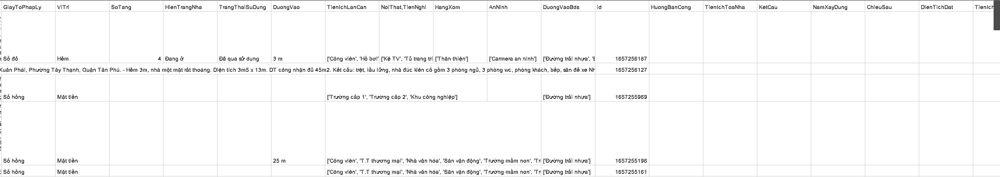 GiayToPhapLy ViTri SoTang HienTrangNha TrangThaiSuDung DuongVao TienIchLanCan NoiThat,TienNghi HangXom AnNinh DuongVaoBds id HuongBanCong TienIchToaNha KetCau NamXayDung ChieuSau DienTichDat TienIch
Số đỏ Hẻm 4 Đang ở Đã qua sử dụng 3 m ['Công viên', 'Hồ bơi' ['Kệ TV', 'Tủ trang trí ['Thân thiện'] ['Carmera an ninh'] ['Đường trải nhựa', 1657256187
Xuân Phái, Phường Tây Thạnh, Quận Tân Phú. - Hẻm 3m, nhà một mặt rất thoáng. Diện tích 3m5 x 13m. DT công nhận đủ 45m2. Kết cấu: trệt, lầu lửng, nhà đúc kiên cố gồm 3 phòng ngủ, 3 phòng wc, phòng khách, bếp, sân để xe Nh 1657256127
Sổ hồng Mặt tiền ['Trường cấp 1', 'Trường cấp 2', 'Khu công nghiệp'] ['Đường trải nhựa'] 1657255969
Sổ hồng Mặt tiền 25 m ['Công viên', 'T.T thương mại', 'Nhà văn hóa', 'Sân vận động', 'Trường mầm non', 'Tr ['Đường trải nhựa'] 1657255196
Sổ hồng Mặt tiền ['Công viên', 'T.T thương mại', 'Nhà văn hóa', 'Sân vận động', 'Trường mầm non', 'Tr ['Đường trải nhựa'] 1657255161